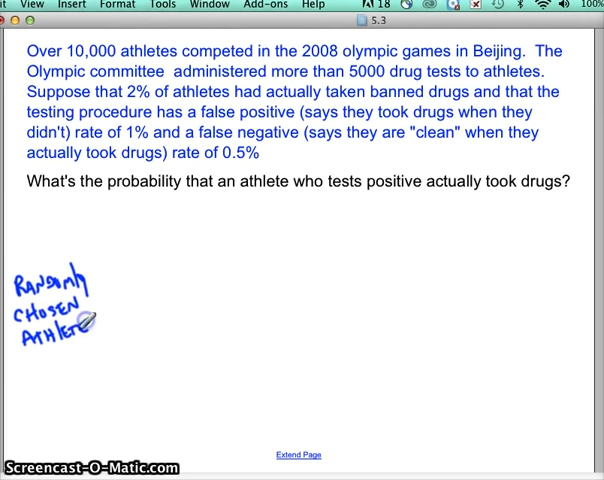 it View Insert Format Tools Window Add-ons Help 18 100%
5.3
Over 10,000 athletes competed in the 2008 olympic games in Beijing. The
Olympic committee administered more than 5000 drug tests to athletes.
Suppose that 2% of athletes had actually taken banned drugs and that the
testing procedure has a false positive (says they took drugs when they
didn't) rate of 1% and a false negative (says they are "clean" when they
actually took drugs) rate of 0.5%
What's the probability that an athlete who tests positive actually took drugs?
RANDOMly
CHOSEN
AThlETE
Extend Page
Screencast-O-Matic.com